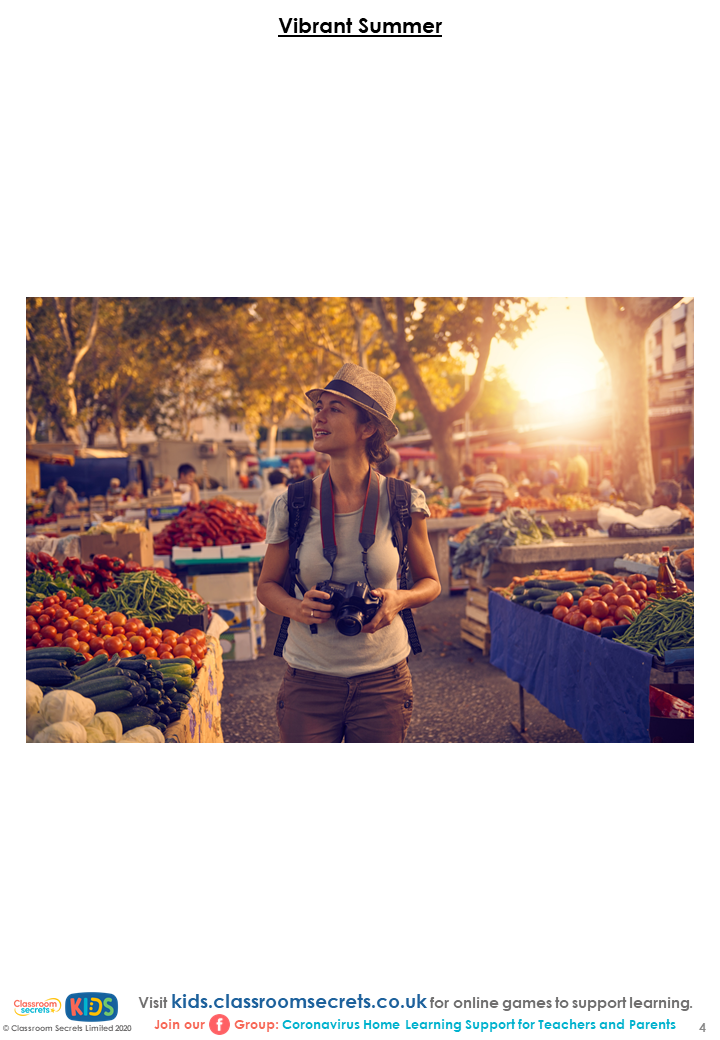 Vibrant Summer
Classroom
secrets
KIDS
Visit kids.classroomsecrets.co.uk for online games to support learning.
© Classroom Secrets Limited 2020
Join our f Group: Coronavirus Home Learning Support for Teachers and Parents
4